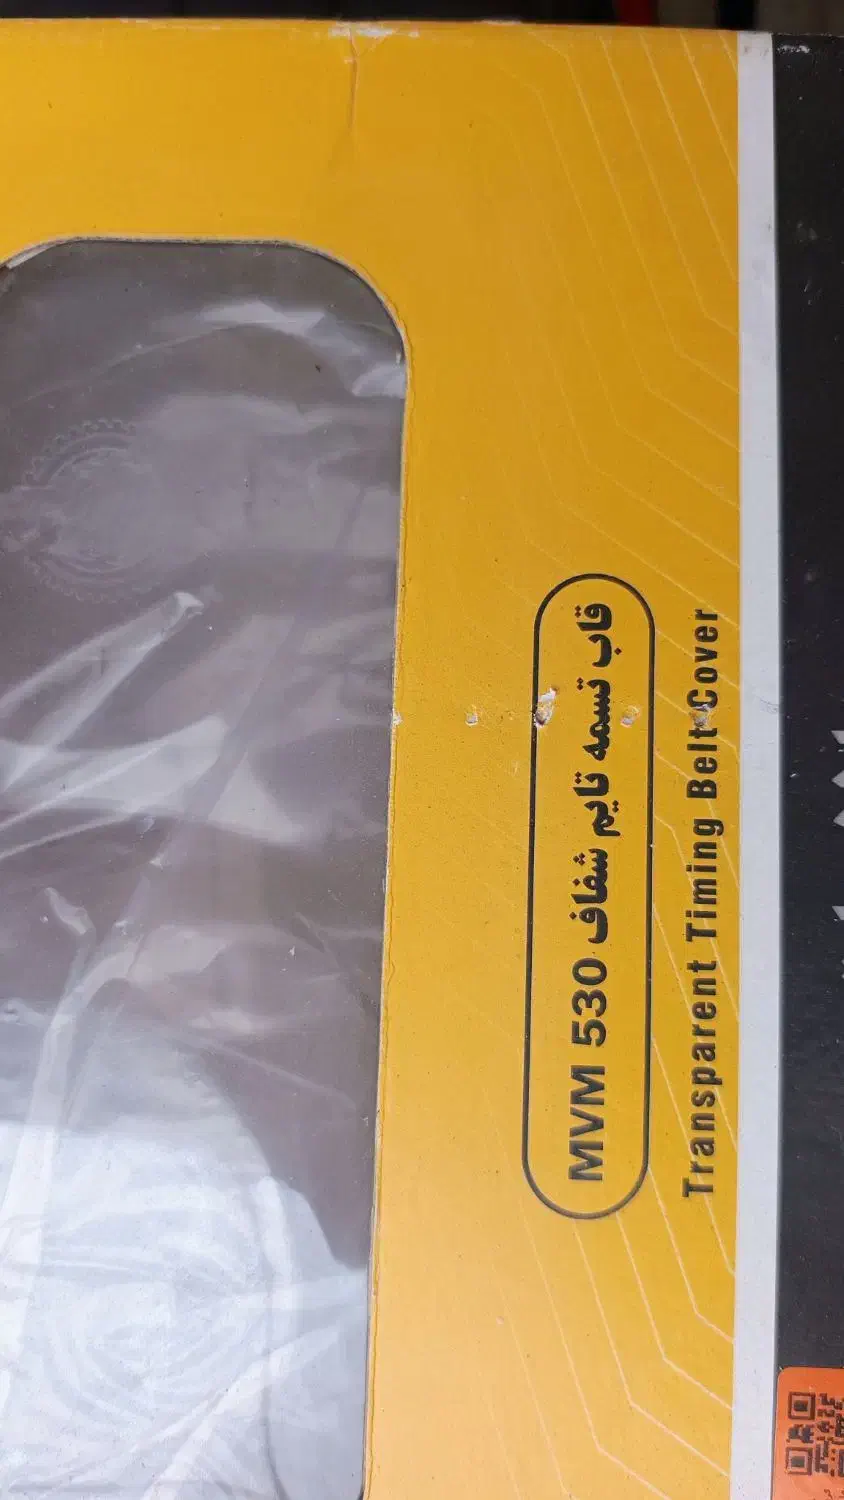 قاب تسمه تایم شفاف MVM 530
Transparent Timing Belt Cover